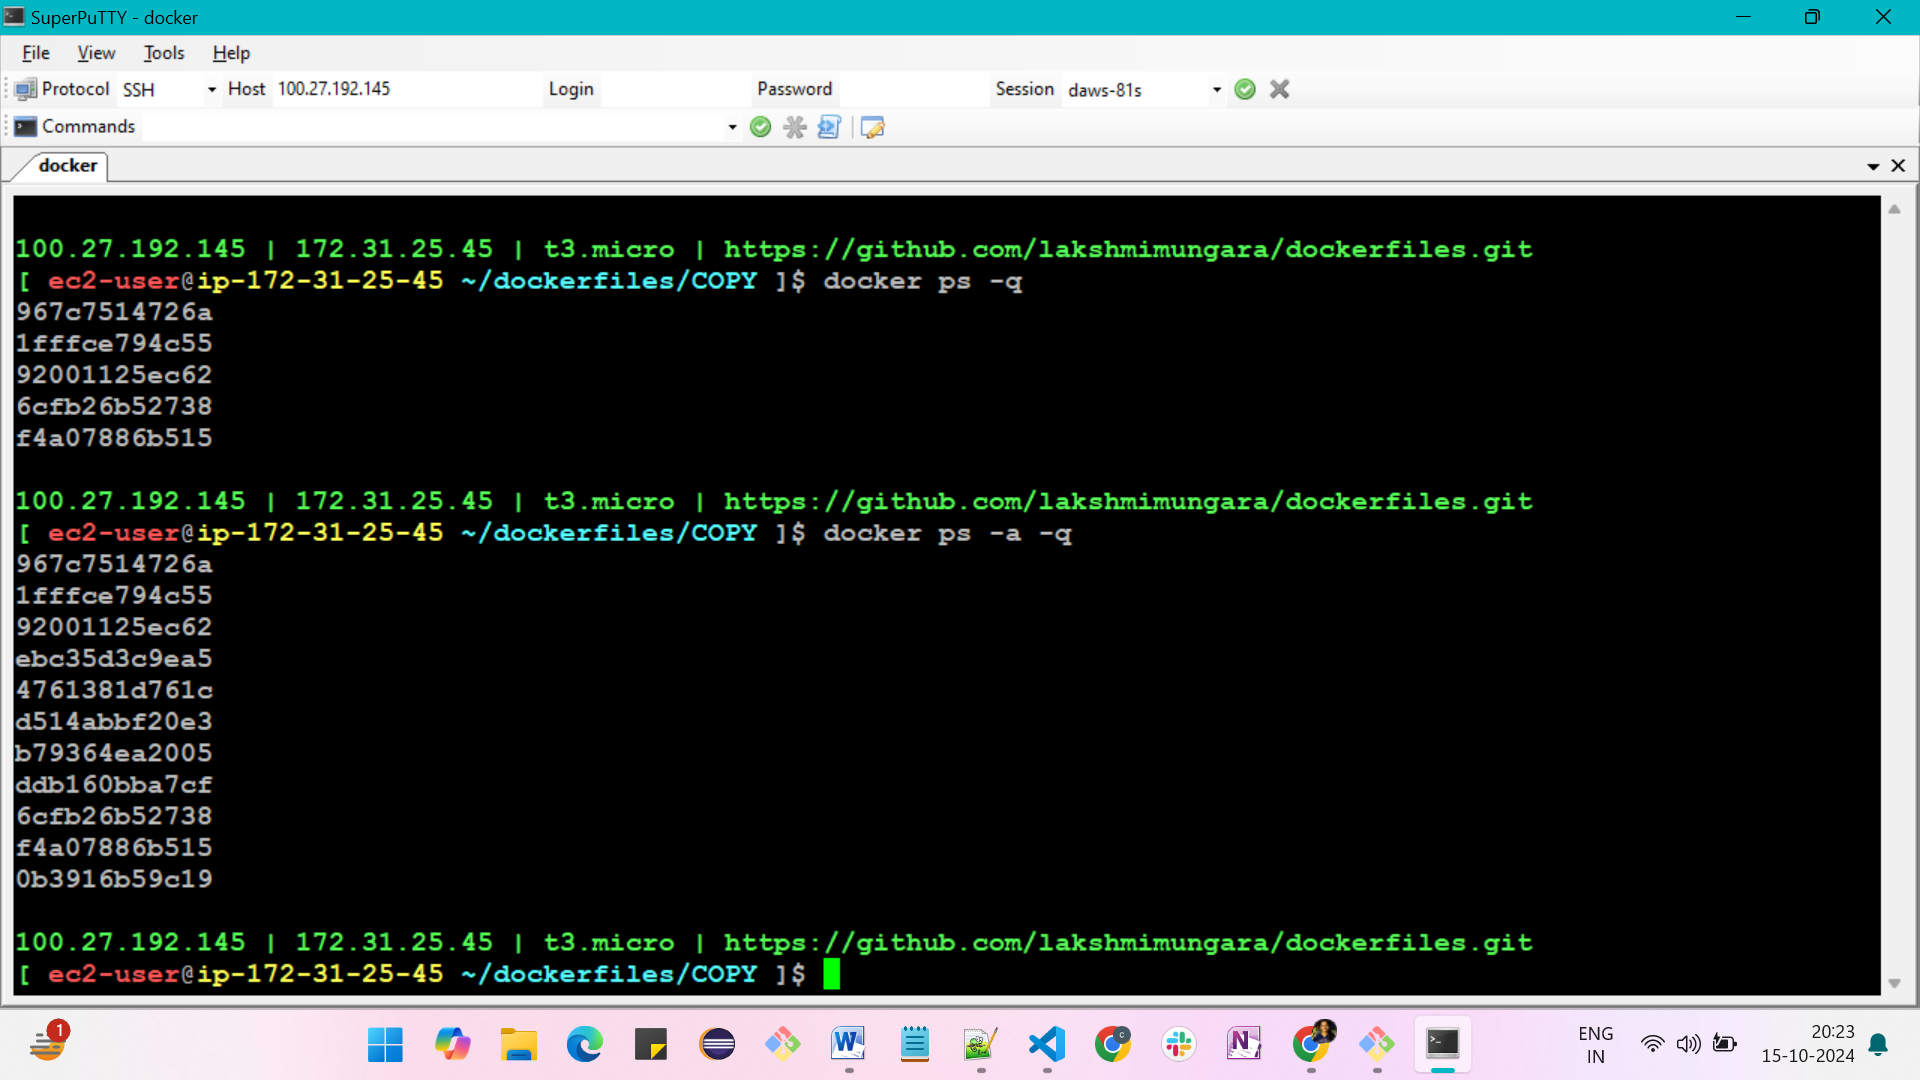 SuperPuTTY - docker
File View Tools Help
Protocol SSH Host 100.27.192.145 Login Password Session daws-81s
Commands
docker
100.27.192.145 | 172.31.25.45 | t3.micro | https://github.com/lakshmimungara/dockerfiles.git
[ ec2-user@ip-172-31-25-45 ~/dockerfiles/COPY ]$ docker ps -q
967c7514726a
1fffce794c55
92001125ec62
6cfb26b52738
f4a07886b515
100.27.192.145 | 172.31.25.45 | t3.micro | https://github.com/lakshmimungara/dockerfiles.git
[ ec2-user@ip-172-31-25-45 ~/dockerfiles/COPY ]$ docker ps -a -q
967c7514726a
1fffce794c55
92001125ec62
ebc35d3c9ea5
4761381d761c
d514abbf20e3
b79364ea2005
ddb160bba7cf
6cfb26b52738
f4a07886b515
0b3916b59c19
100.27.192.145 | 172.31.25.45 | t3.micro | https://github.com/lakshmimungara/dockerfiles.git
[ ec2-user@ip-172-31-25-45 ~/dockerfiles/COPY ]$
1
ENG
IN
20:23
15-10-2024